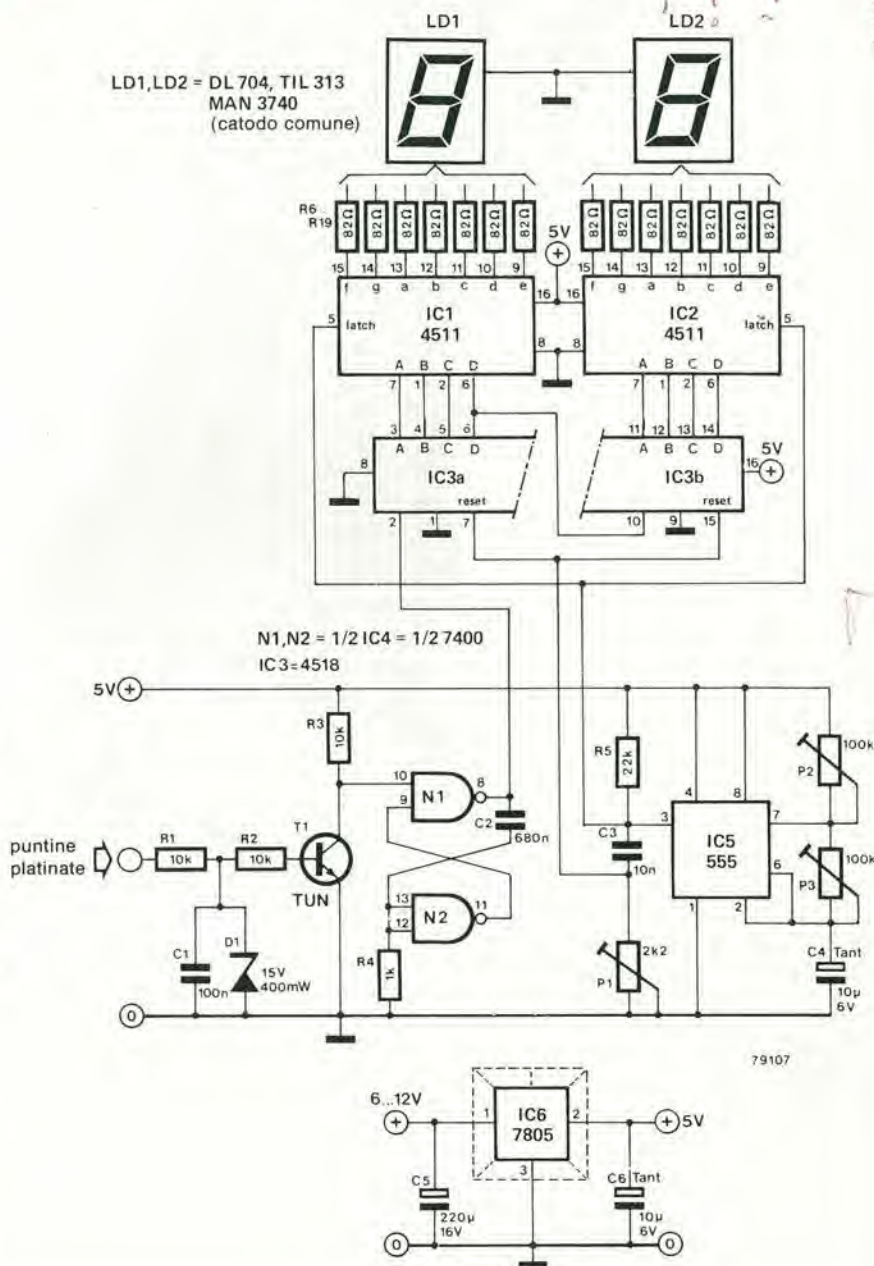 LD1
LD2
LD1,LD2 = DL 704, TIL 313
MAN 3740
(catodo comune)
R6...
R19
82Ω 82Ω 82Ω 82Ω 82Ω 82Ω 82Ω
82Ω 82Ω 82Ω 82Ω 82Ω 82Ω 82Ω
5V
+
15 14 13 12 11 10 9
f g a b c d e
15 14 13 12 11 10 9
f g a b c d e
5 latch
IC1
4511
16 16
8 8
IC2
4511
latch 5
A B C D
7 1 2 6
A B C D
7 1 2 6
3 4 5 6
A B C D
11 12 13 14
A B C D
8
IC3a
reset
2 1 7
IC3b
reset
10 9 15
16
5V
+
N1,N2 = 1/2 IC4 = 1/2 7400
IC3=4518
5V +
R3
10k
R5
22k
4 8
100k
P2
puntine
platinate
R1
10k
R2
10k
T1
TUN
10
9
N1
8
C2
680n
13
12
N2
11
R4
1k
C3
10n
3
IC5
555
7
6
1 2
100k
P3
C1
100n
D1
15V
400mW
2k2
P1
C4 Tant
10µ
6V
0
79107
6...12V
+
1
IC6
7805
2
3
+ 5V
C5
220µ
16V
C6 Tant
10µ
6V
0
0